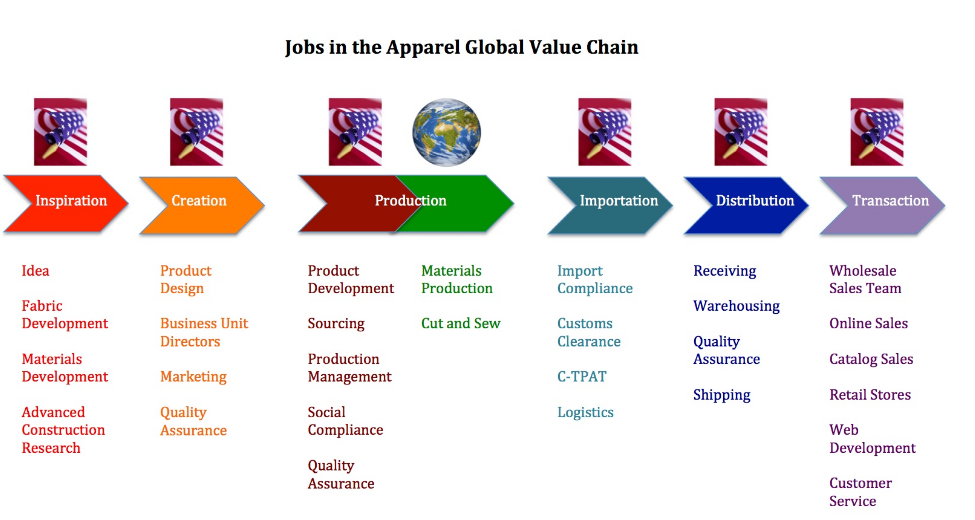 Jobs in the Apparel Global Value Chain
Inspiration
Creation
Production
Importation
Distribution
Transaction
Idea
Fabric
Development
Materials
Development
Advanced
Construction
Research
Product
Design
Business Unit
Directors
Marketing
Quality
Assurance
Product
Development
Sourcing
Production
Management
Social
Compliance
Quality
Assurance
Materials
Production
Cut and Sew
Import
Compliance
Customs
Clearance
C-TPAT
Logistics
Receiving
Warehousing
Quality
Assurance
Shipping
Wholesale
Sales Team
Online Sales
Catalog Sales
Retail Stores
Web
Development
Customer
Service